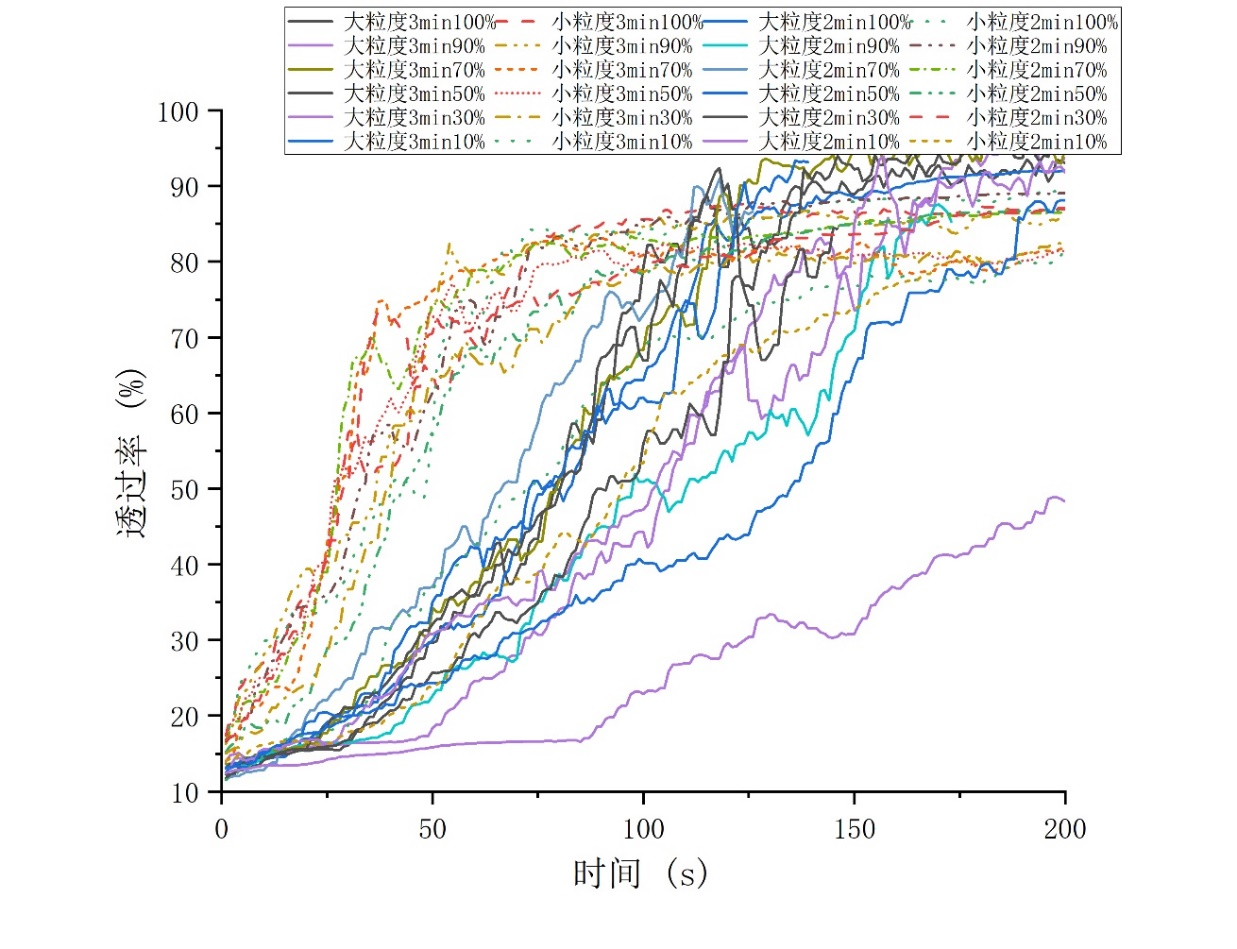 大粒度3min100% 小粒度3min100% 大粒度2min100% 小粒度2min100%
大粒度3min90% 小粒度3min90% 大粒度2min90% 小粒度2min90%
大粒度3min70% 小粒度3min70% 大粒度2min70% 小粒度2min70%
大粒度3min50% 小粒度3min50% 大粒度2min50% 小粒度2min50%
大粒度3min30% 小粒度3min30% 大粒度2min30% 小粒度2min30%
大粒度3min10% 小粒度3min10% 大粒度2min10% 小粒度2min10%
100
90
80
70
60
50
40
30
20
10
透过率 (%)
0 50 100 150 200
时间 (s)